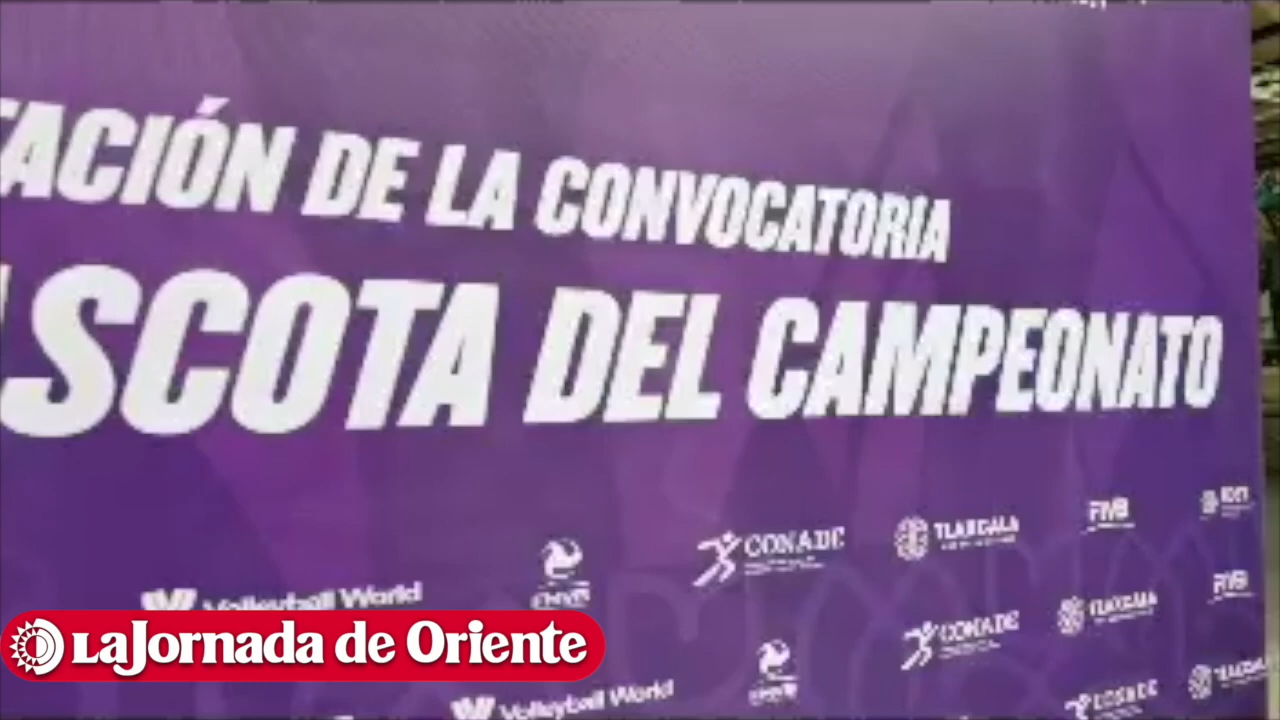 TACIÓN DE LA CONVOCATORIA
ASCOTA DEL CAMPEONATO
CONADE
TLAXCALA
FIVB
Volleyball World
CONADE
TLAXCALA
FIVB
LaJornada de Oriente
Volleyball World